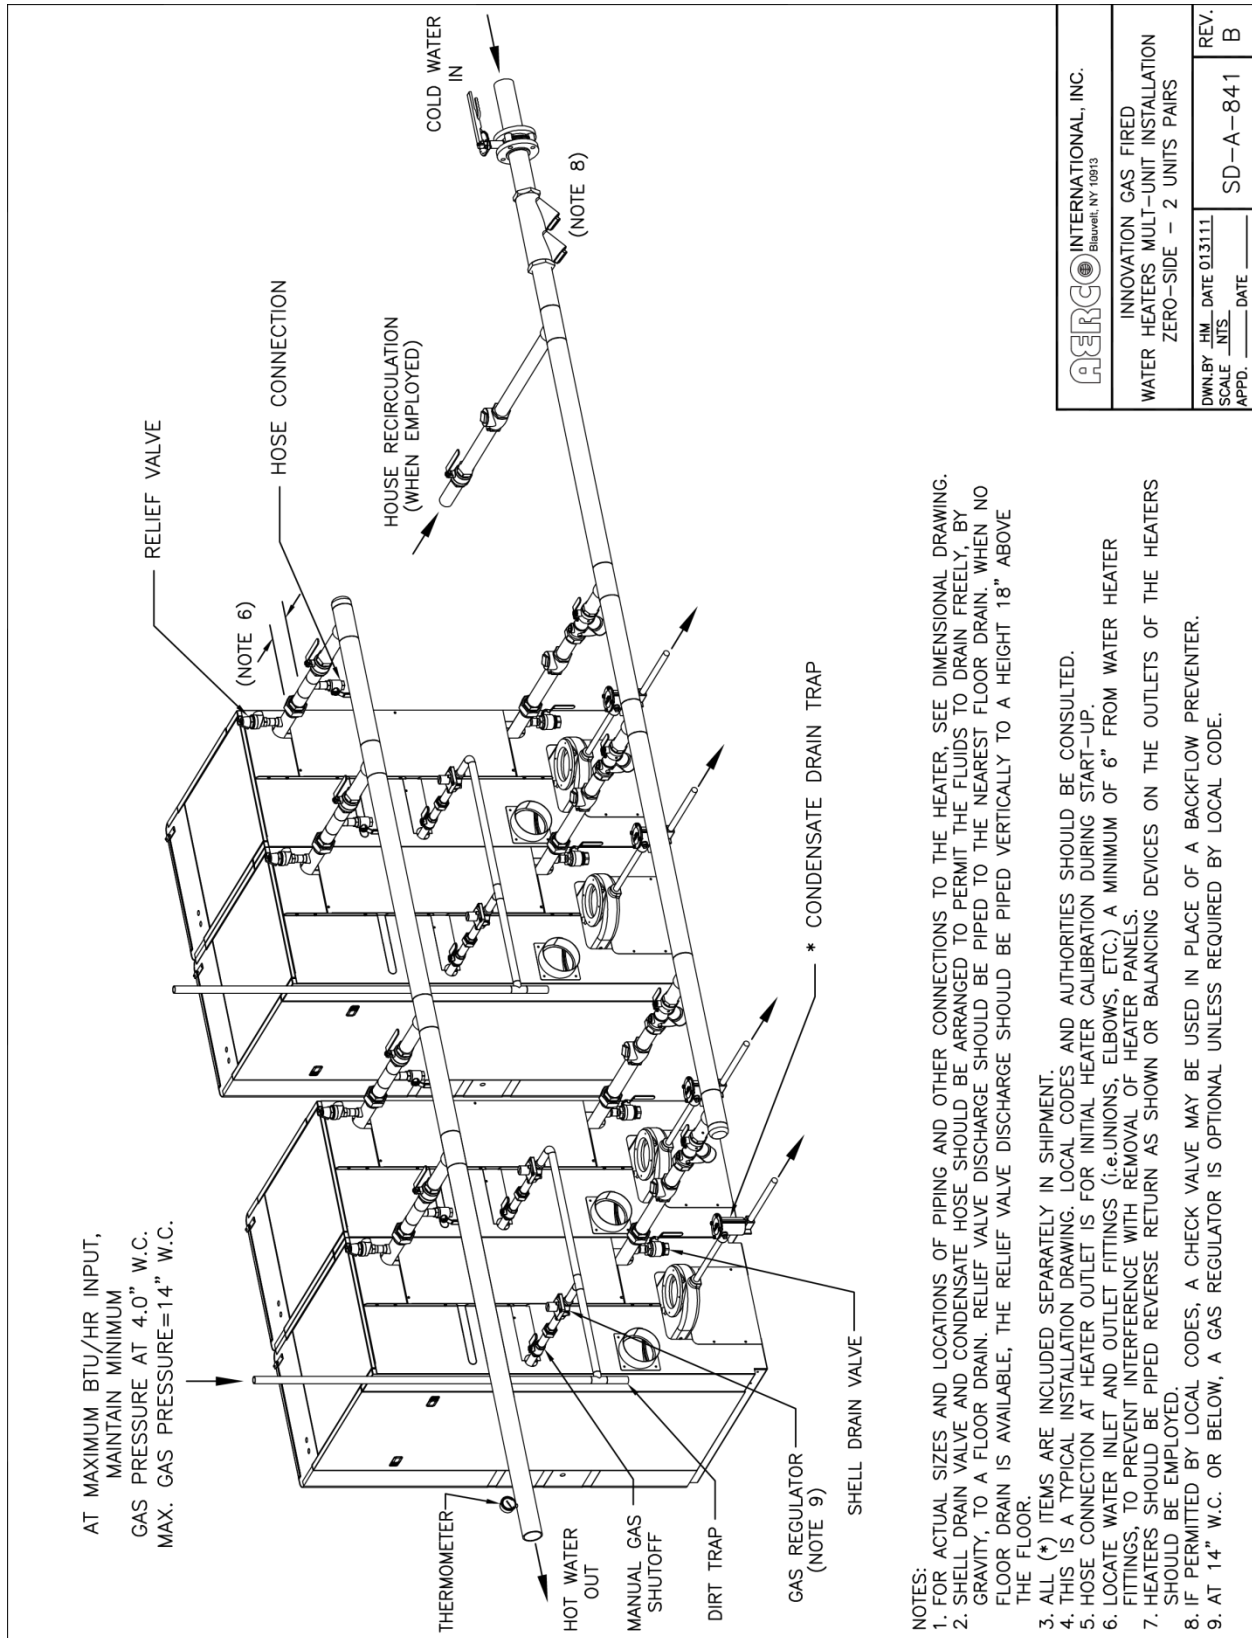 AT MAXIMUM BTU/HR INPUT,
MAINTAIN MINIMUM
GAS PRESSURE AT 4.0" W.C.
MAX. GAS PRESSURE=14" W.C.
RELIEF VALVE
(NOTE 6)
HOSE CONNECTION
HOUSE RECIRCULATION
(WHEN EMPLOYED)
COLD WATER
IN
(NOTE 8)
THERMOMETER
HOT WATER
OUT
MANUAL GAS
SHUTOFF
DIRT TRAP
GAS REGULATOR
(NOTE 9)
SHELL DRAIN VALVE
* CONDENSATE DRAIN TRAP
NOTES:
1. FOR ACTUAL SIZES AND LOCATIONS OF PIPING AND OTHER CONNECTIONS TO THE HEATER, SEE DIMENSIONAL DRAWING.
2. SHELL DRAIN VALVE AND CONDENSATE HOSE SHOULD BE ARRANGED TO PERMIT THE FLUIDS TO DRAIN FREELY, BY
GRAVITY, TO A FLOOR DRAIN. RELIEF VALVE DISCHARGE SHOULD BE PIPED TO THE NEAREST FLOOR DRAIN. WHEN NO
FLOOR DRAIN IS AVAILABLE, THE RELIEF VALVE DISCHARGE SHOULD BE PIPED VERTICALLY TO A HEIGHT 18" ABOVE
THE FLOOR.
3. ALL (*) ITEMS ARE INCLUDED SEPARATELY IN SHIPMENT.
4. THIS IS A TYPICAL INSTALLATION DRAWING. LOCAL CODES AND AUTHORITIES SHOULD BE CONSULTED.
5. HOSE CONNECTION AT HEATER OUTLET IS FOR INITIAL HEATER CALIBRATION DURING START-UP.
6. LOCATE WATER INLET AND OUTLET FITTINGS (i.e.UNIONS, ELBOWS, ETC.) A MINIMUM OF 6" FROM WATER HEATER
FITTINGS, TO PREVENT INTERFERENCE WITH REMOVAL OF HEATER PANELS.
7. HEATERS SHOULD BE PIPED REVERSE RETURN AS SHOWN OR BALANCING DEVICES ON THE OUTLETS OF THE HEATERS
SHOULD BE EMPLOYED.
8. IF PERMITTED BY LOCAL CODES, A CHECK VALVE MAY BE USED IN PLACE OF A BACKFLOW PREVENTER.
9. AT 14" W.C. OR BELOW, A GAS REGULATOR IS OPTIONAL UNLESS REQUIRED BY LOCAL CODE.
AERCO INTERNATIONAL, INC.
Blauvelt, NY 10913
INNOVATION GAS FIRED
WATER HEATERS MULT-UNIT INSTALLATION
ZERO-SIDE - 2 UNITS PAIRS
DWN.BY HM DATE 013111
SCALE NTS
APPD. DATE
SD-A-841
REV.
B